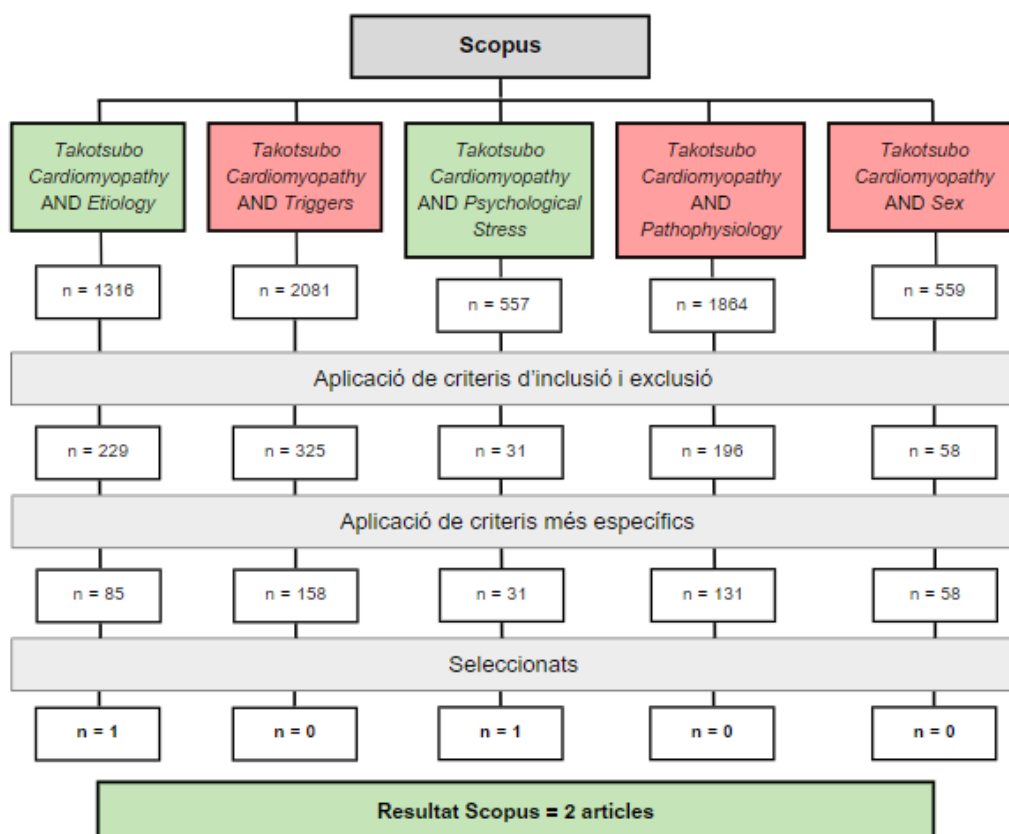 Scopus
Takotsubo
Cardiomyopathy
AND Etiology
Takotsubo
Cardiomyopathy
AND Triggers
Takotsubo
Cardiomyopathy
AND Psychological
Stress
Takotsubo
Cardiomyopathy
AND
Pathophysiology
Takotsubo
Cardiomyopathy
AND Sex
n = 1316
n = 2081
n = 557
n = 1864
n = 559
Aplicació de criteris d'inclusió i exclusió
n = 229
n = 325
n = 31
n = 196
n = 58
Aplicació de criteris més específics
n = 85
n = 158
n = 31
n = 131
n = 58
Seleccionats
n = 1
n = 0
n = 1
n = 0
n = 0
Resultat Scopus = 2 articles